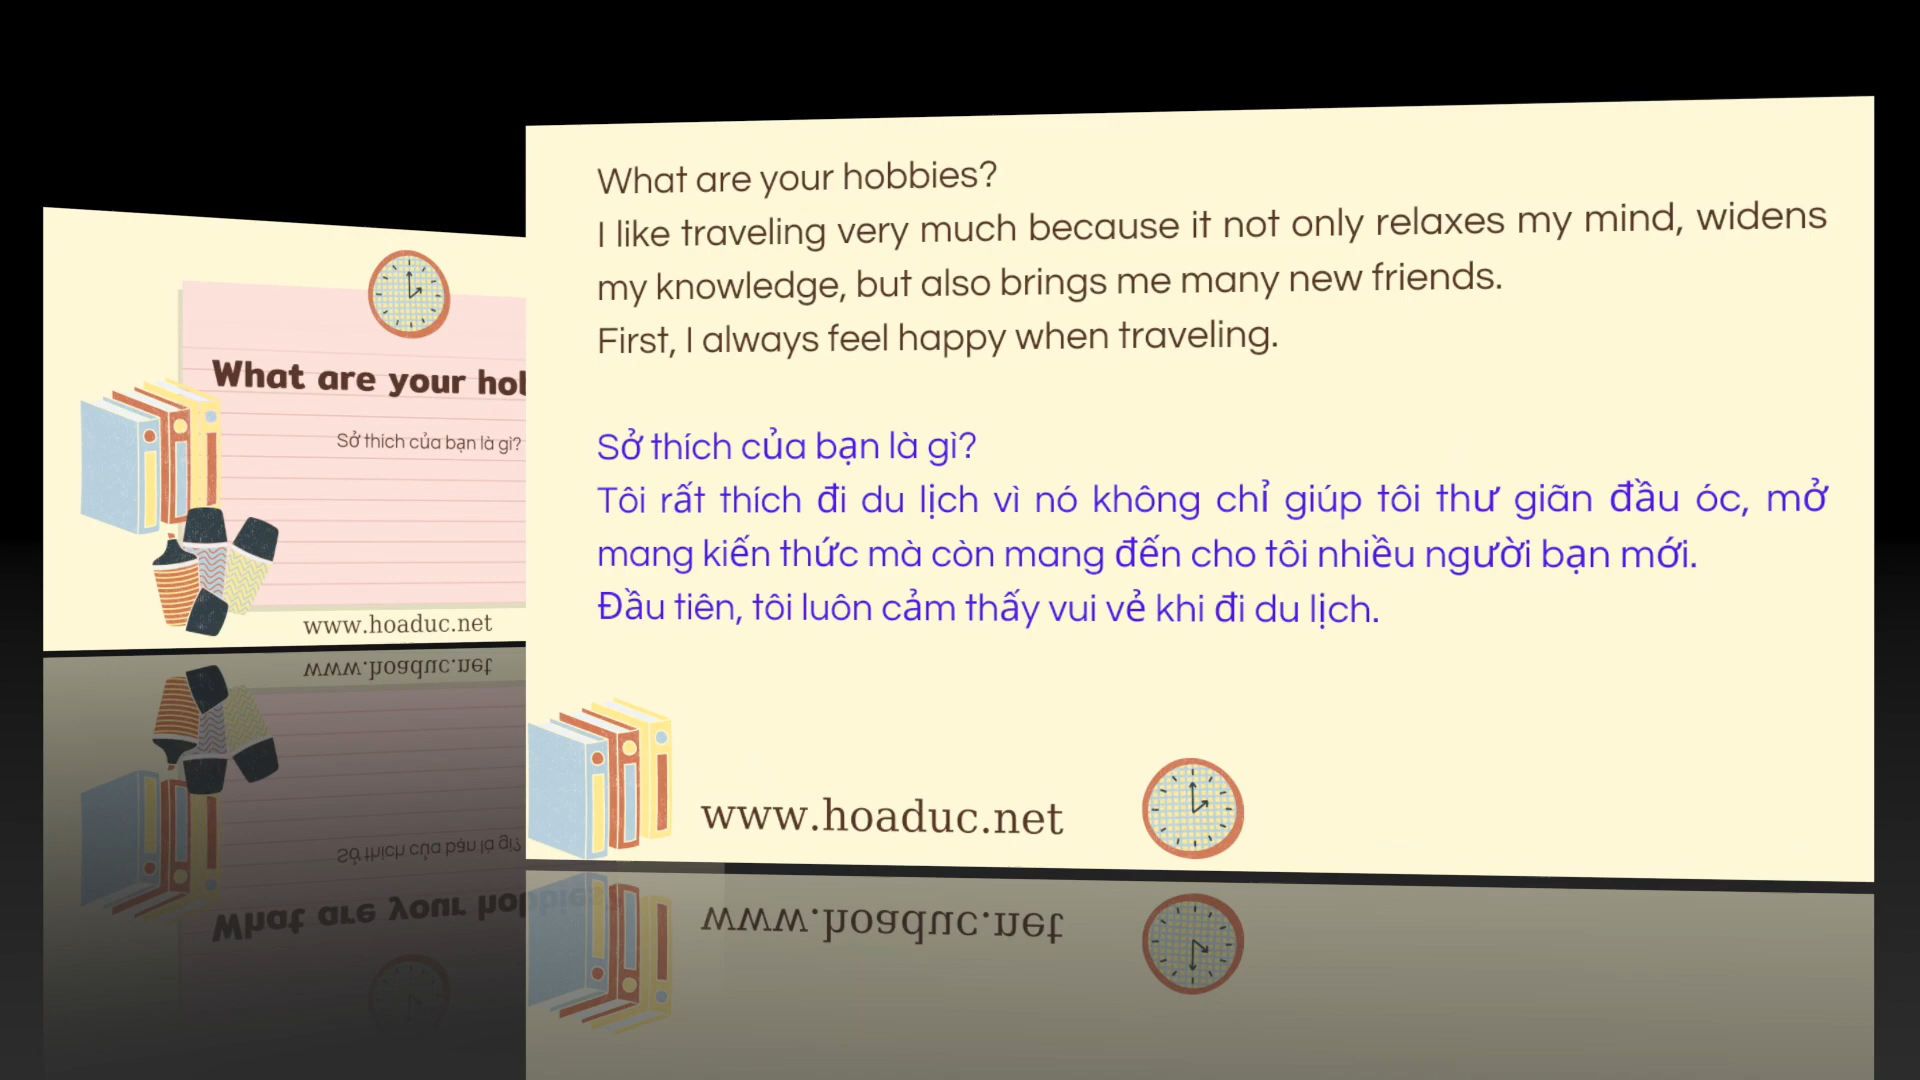 What are your hob
Sở thích của bạn là gì?
www.hoaduc.net
What are your hobbies?
I like traveling very much because it not only relaxes my mind, widens
my knowledge, but also brings me many new friends.
First, I always feel happy when traveling.
Sở thích của bạn là gì?
Tôi rất thích đi du lịch vì nó không chỉ giúp tôi thư giãn đầu óc, mở
mang kiến thức mà còn mang đến cho tôi nhiều người bạn mới.
Đầu tiên, tôi luôn cảm thấy vui vẻ khi đi du lịch.
www.hoaduc.net